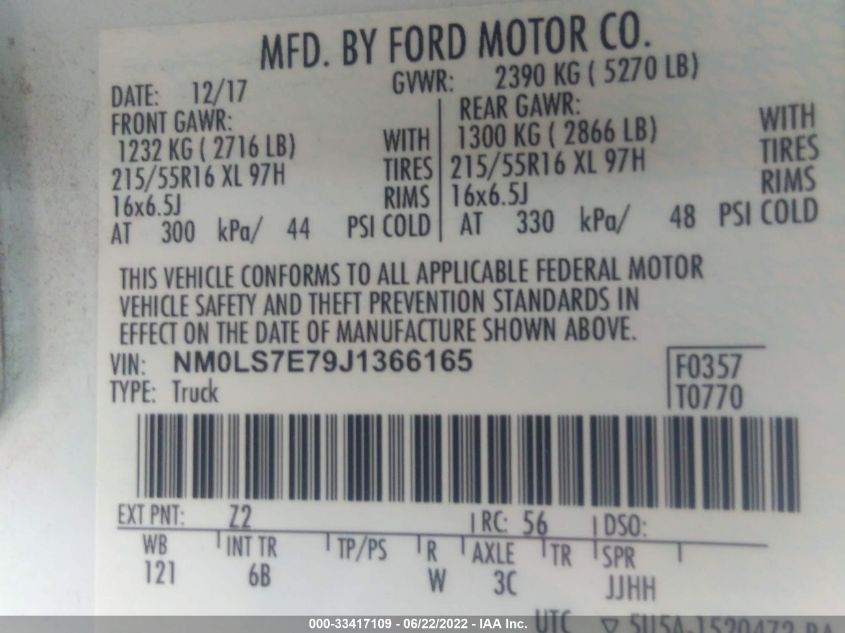 MFD. BY FORD MOTOR CO.
DATE: 12/17 GVWR: 2390 KG ( 5270 LB)
FRONT GAWR: REAR GAWR:
1232 KG ( 2716 LB) WITH 1300 KG ( 2866 LB) WITH
215/55R16 XL 97H TIRES 215/55R16 XL 97H TIRES
16x6.5J RIMS 16x6.5J RIMS
AT 300 kPa/ 44 PSI COLD AT 330 kPa/ 48 PSI COLD
THIS VEHICLE CONFORMS TO ALL APPLICABLE FEDERAL MOTOR
VEHICLE SAFETY AND THEFT PREVENTION STANDARDS IN
EFFECT ON THE DATE OF MANUFACTURE SHOWN ABOVE.
VIN: NM0LS7E79J1366165 F0357
TYPE: Truck T0770
EXT PNT: Z2 RC: 56 DSO:
WB INT TR TP/PS R AXLE TR SPR
121 6B W 3C JJHH
UTC
000-33417109 - 06/22/2022 - IAA Inc.